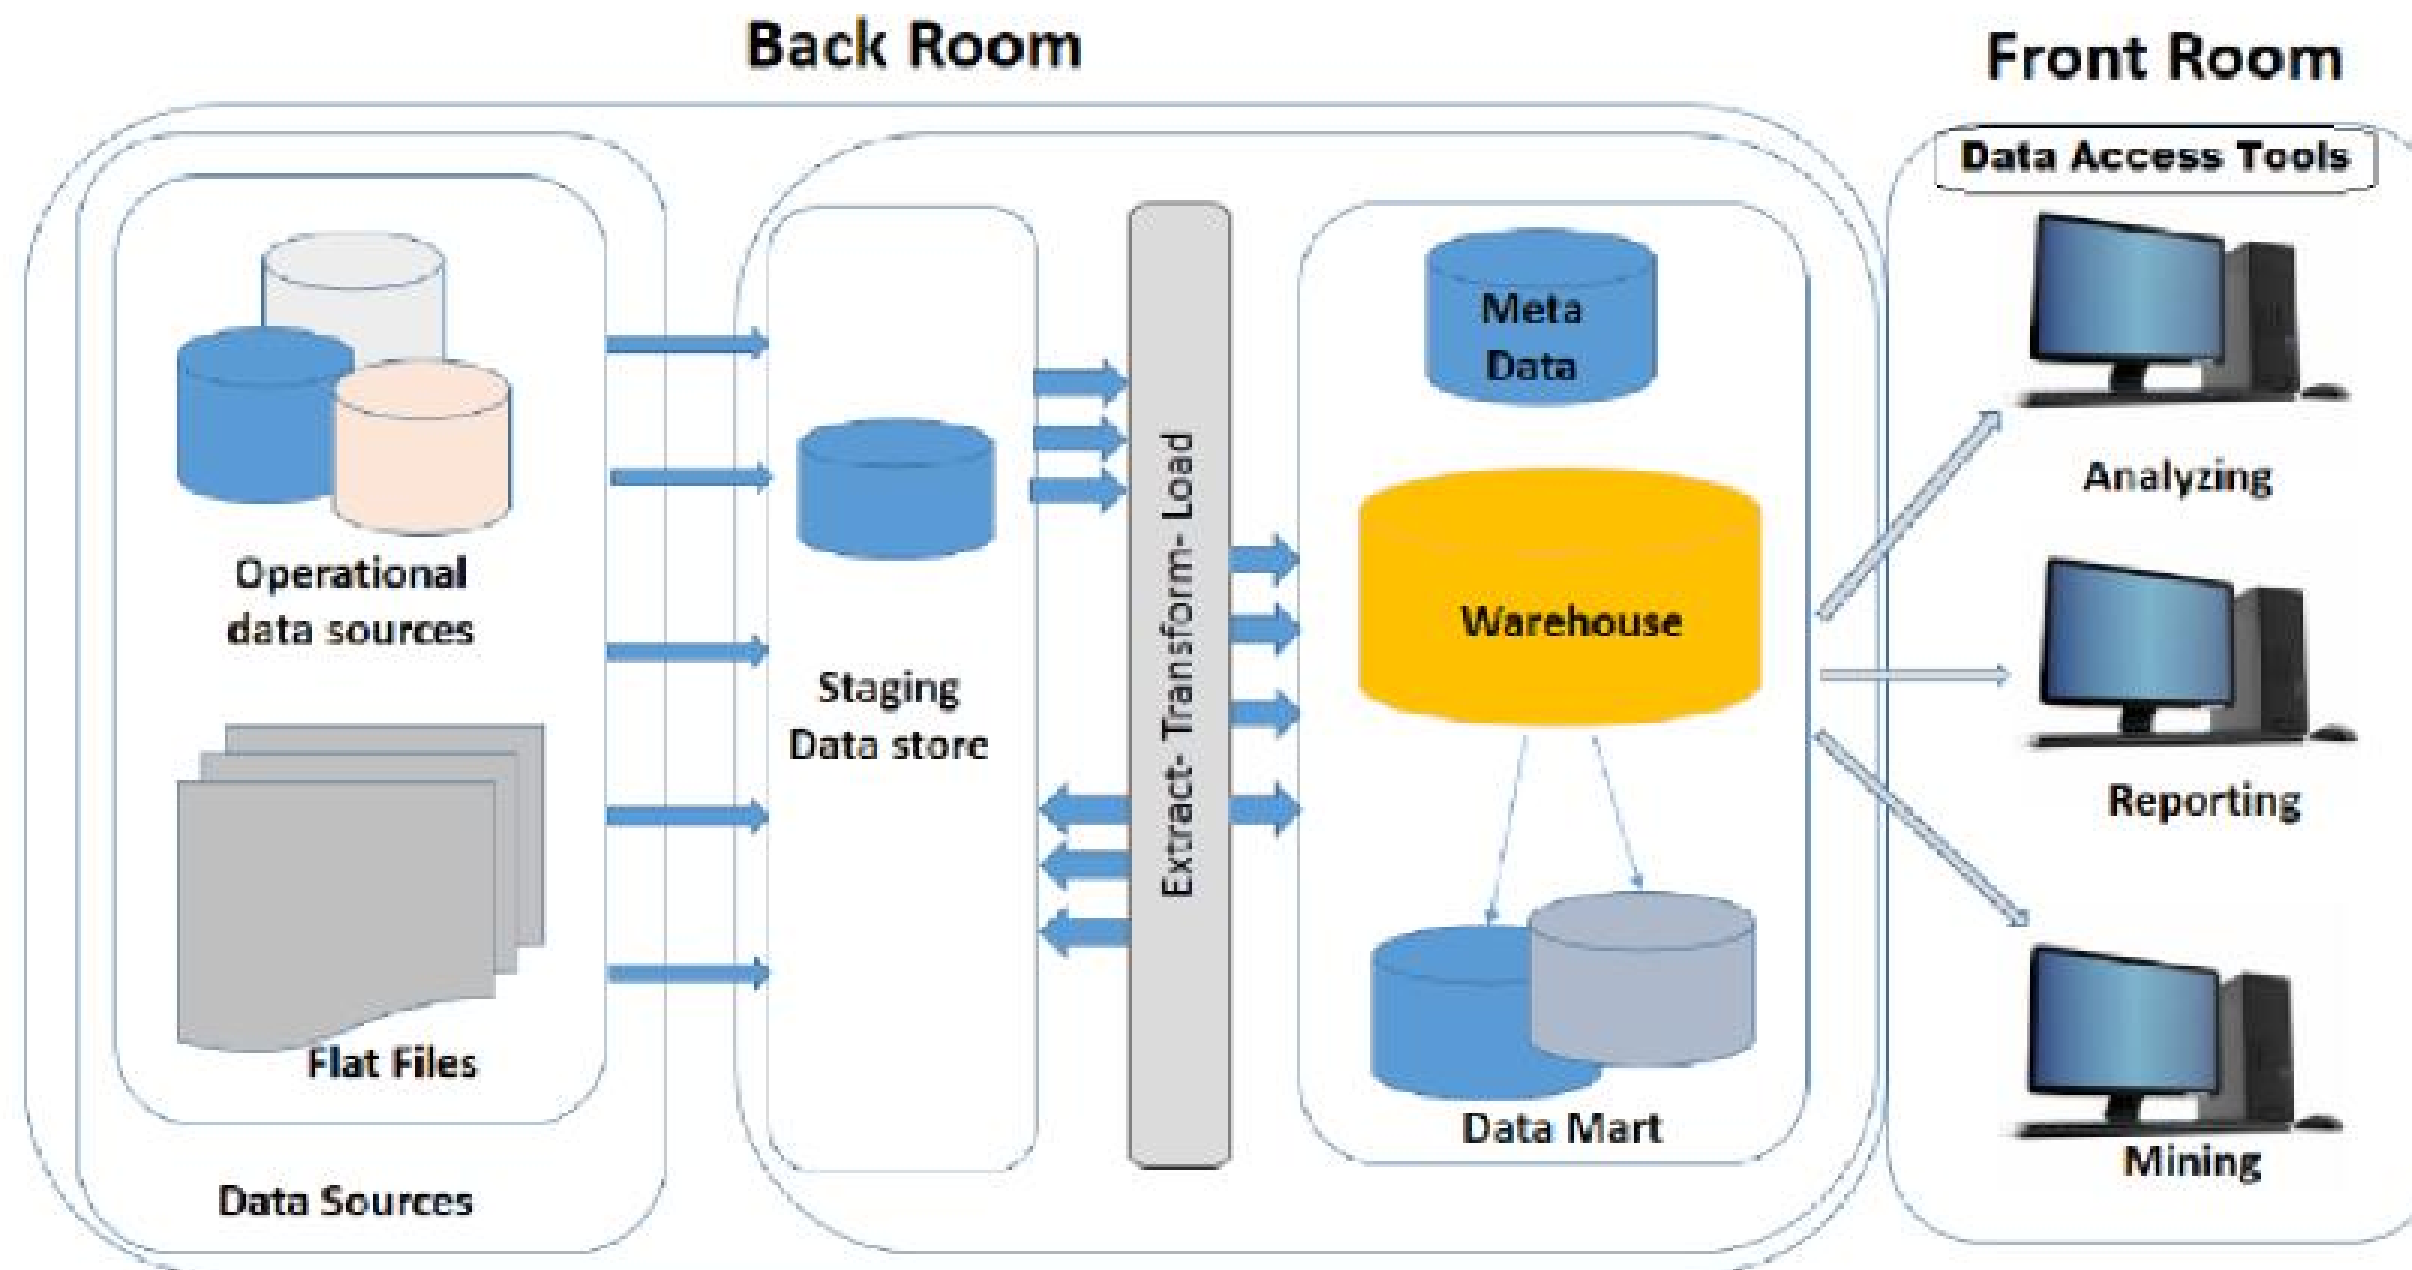 Back Room
Front Room
Data Access Tools
Operational
data sources
Flat Files
Data Sources
Staging
Data store
Extract- Transform- Load
Meta
Data
Warehouse
Data Mart
Analyzing
Reporting
Mining